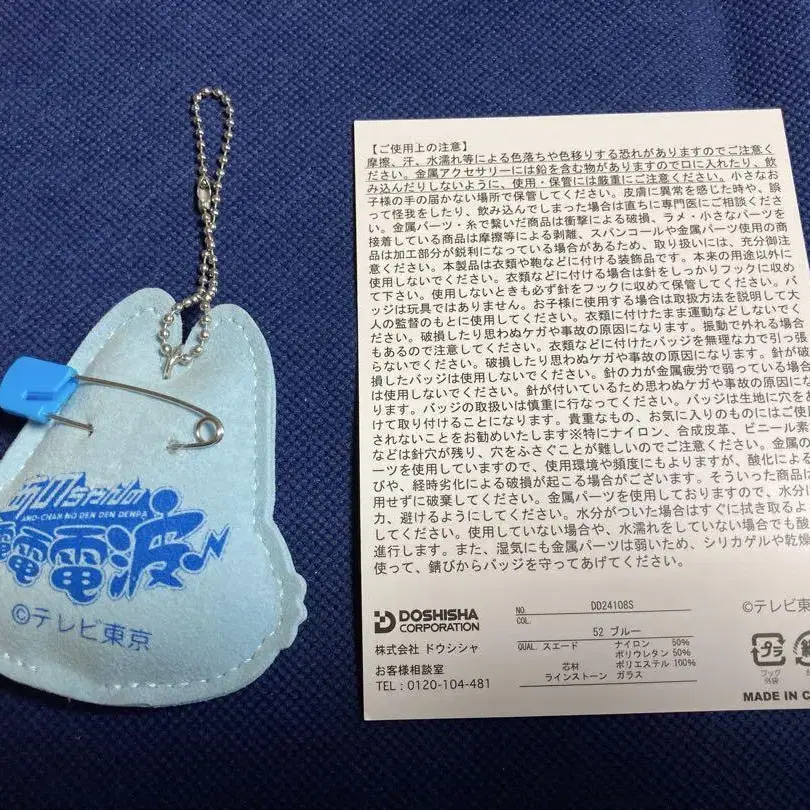 ANO-CHAN NO DEN DEN DENPA
電電電波
©テレビ東京
【ご使用上の注意】
摩擦、汗、水濡れ等による色落ちや色移りする恐れがありますのでご注意く
ださい。金属アクセサリーには鉛を含む物がありますので口に入れたり、飲
み込んだりしないように、使用・保管には厳重にご注意ください。小さなお
子様の手の届かない場所で保管してください。皮膚に異常を感じた時や、誤
って怪我をしたり、飲み込んでしまった場合は直ちに専門医にご相談くださ
い。金属パーツ・糸で繋いだ商品は衝撃による破損、ラメ・小さなパーツを
接着している商品は摩擦等による剥離、スパンコールや金属パーツ使用の商
品は加工部分が鋭利になっている場合があるため、取り扱いには、充分御注
意ください。本製品は衣類や鞄などに付ける装飾品です。本来の用途以外に
使用しないでください。衣類などに付ける場合は針をしっかりフックに収め
て下さい。使用しないときも必ず針をフックに収めて保管してください。バ
ッジは玩具ではありません。お子様に使用する場合は取扱方法を説明して大
人の監督のもとに使用してください。衣類に付けたまま運動などしないでく
ださい。破損したり思わぬケガや事故の原因になります。振動で外れる場合
もあるので注意してください。衣類などに付けたバッジを無理な力で引っ張
らないでください。破損したり思わぬケガや事故の原因になります。針が破
損したバッジは使用しないでください。針の力が金属疲労で弱っている場合
は使用しないでください。針が付いているため思わぬケガや事故の原因にな
ります。バッジの取扱いは慎重に行なってください。バッジは生地に穴をあ
けて取り付けることになります。貴重なもの、お気に入りのものにはご使用
されないことをお勧めいたします※特にナイロン、合成皮革、ビニール素
などは針穴が残り、穴をふさぐことが難しいのでご注意ください。金属の
ーツを使用していますので、使用環境や頻度にもよりますが、酸化による
びや、経時劣化による破損が起こる場合がございます。そういった商品は
用せずに破棄してください。金属パーツを使用しておりますので、水分
力、避けるようにしてください。水分がついた場合はすぐに拭き取るよ
してください。使用していない場合や、水濡れをしていない場合でも酸
進行します。また、湿気にも金属パーツは弱いため、シリカゲルや乾燥
使って、錆びからバッジを守ってあげてください。
DOSHISHA
CORPORATION
株式会社 ドウシシャ
お客様相談室
TEL：0120-104-481
NO. DD24108S
COL. 52 ブルー
QUAL. スエード ナイロン 50%
ポリウレタン 50%
芯材 ポリエステル 100%
ラインストーン ガラス
©テレビ東
プラ
フック
外袋
MADE IN C